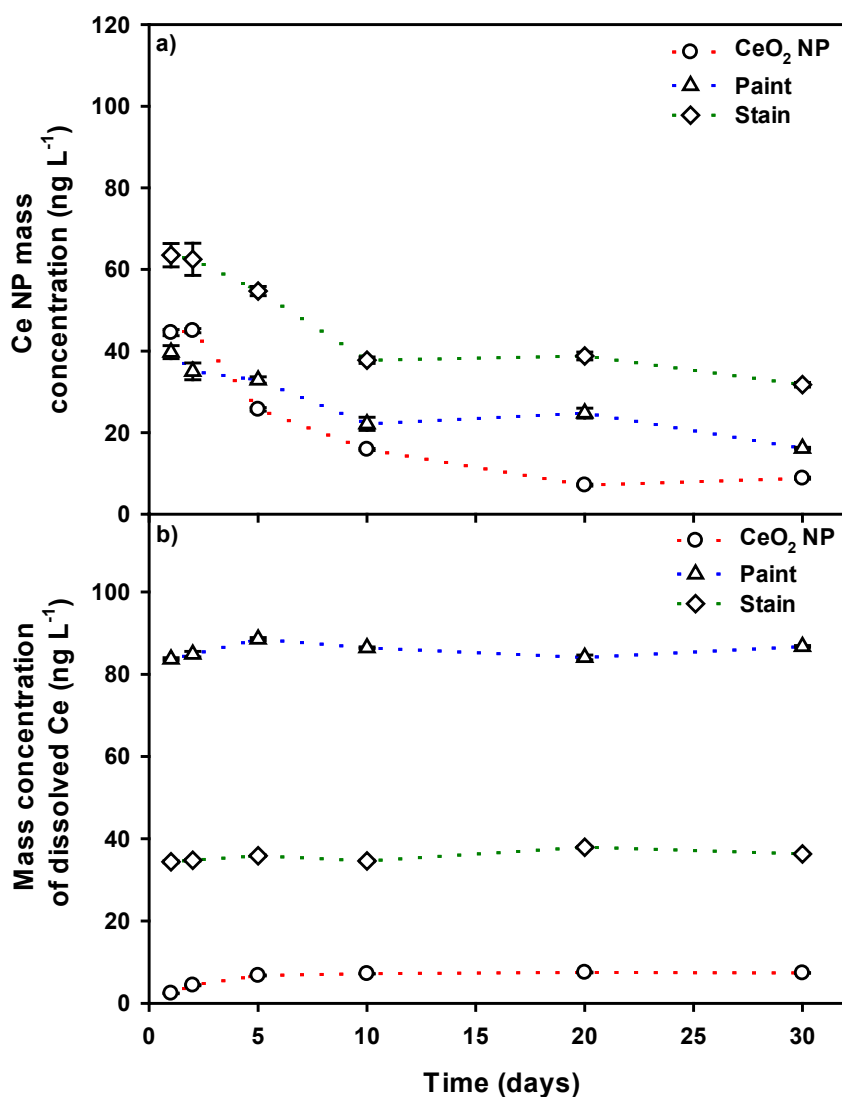 120
a)
CeO₂ NP
Paint
Stain
100
80
60
40
20
0
Ce NP mass
concentration (ng L⁻¹)
b)
CeO₂ NP
Paint
Stain
100
80
60
40
20
0
Mass concentration
of dissolved Ce (ng L⁻¹)
0 5 10 15 20 25 30
Time (days)